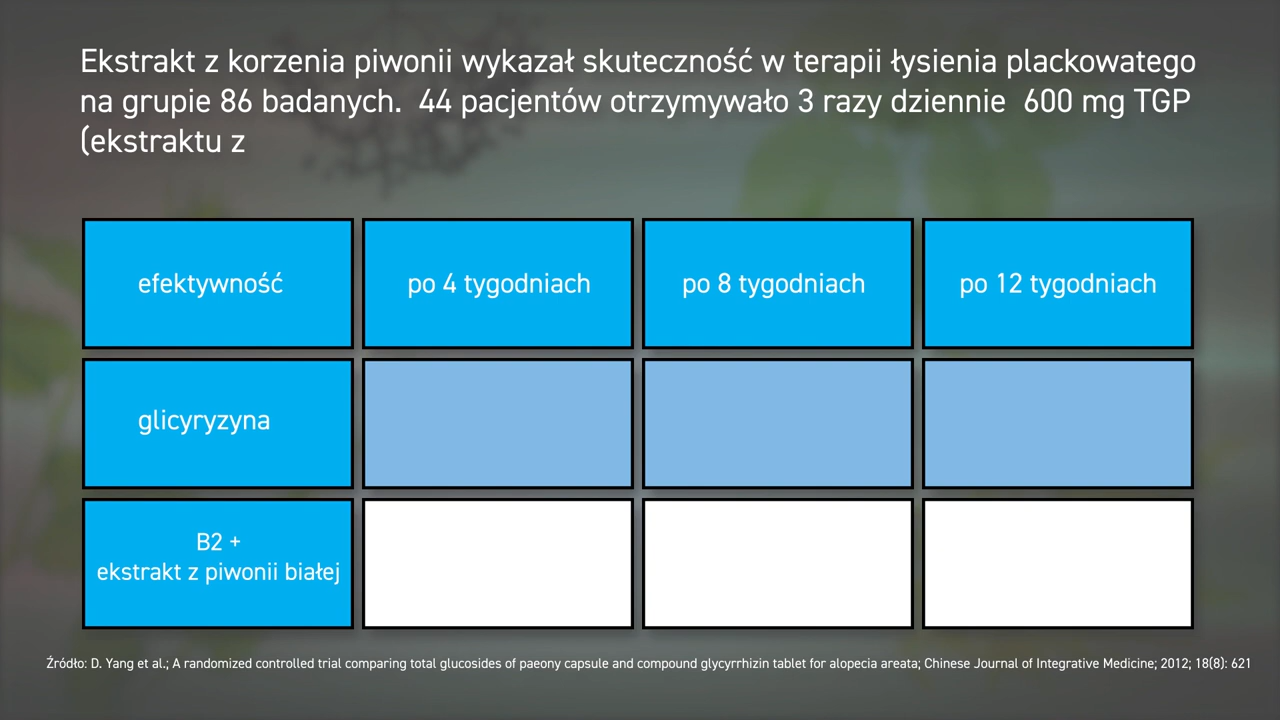 Ekstrakt z korzenia piwonii wykazał skuteczność w terapii łysienia plackowatego
na grupie 86 badanych.  44 pacjentów otrzymywało 3 razy dziennie  600 mg TGP
(ekstraktu z
efektywność
po 4 tygodniach
po 8 tygodniach
po 12 tygodniach
glicyryzyna
B2 +
ekstrakt z piwonii białej
Źródło: D. Yang et al.; A randomized controlled trial comparing total glucosides of paeony capsule and compound glycyrrhizin tablet for alopecia areata; Chinese Journal of Integrative Medicine; 2012; 18(8): 621